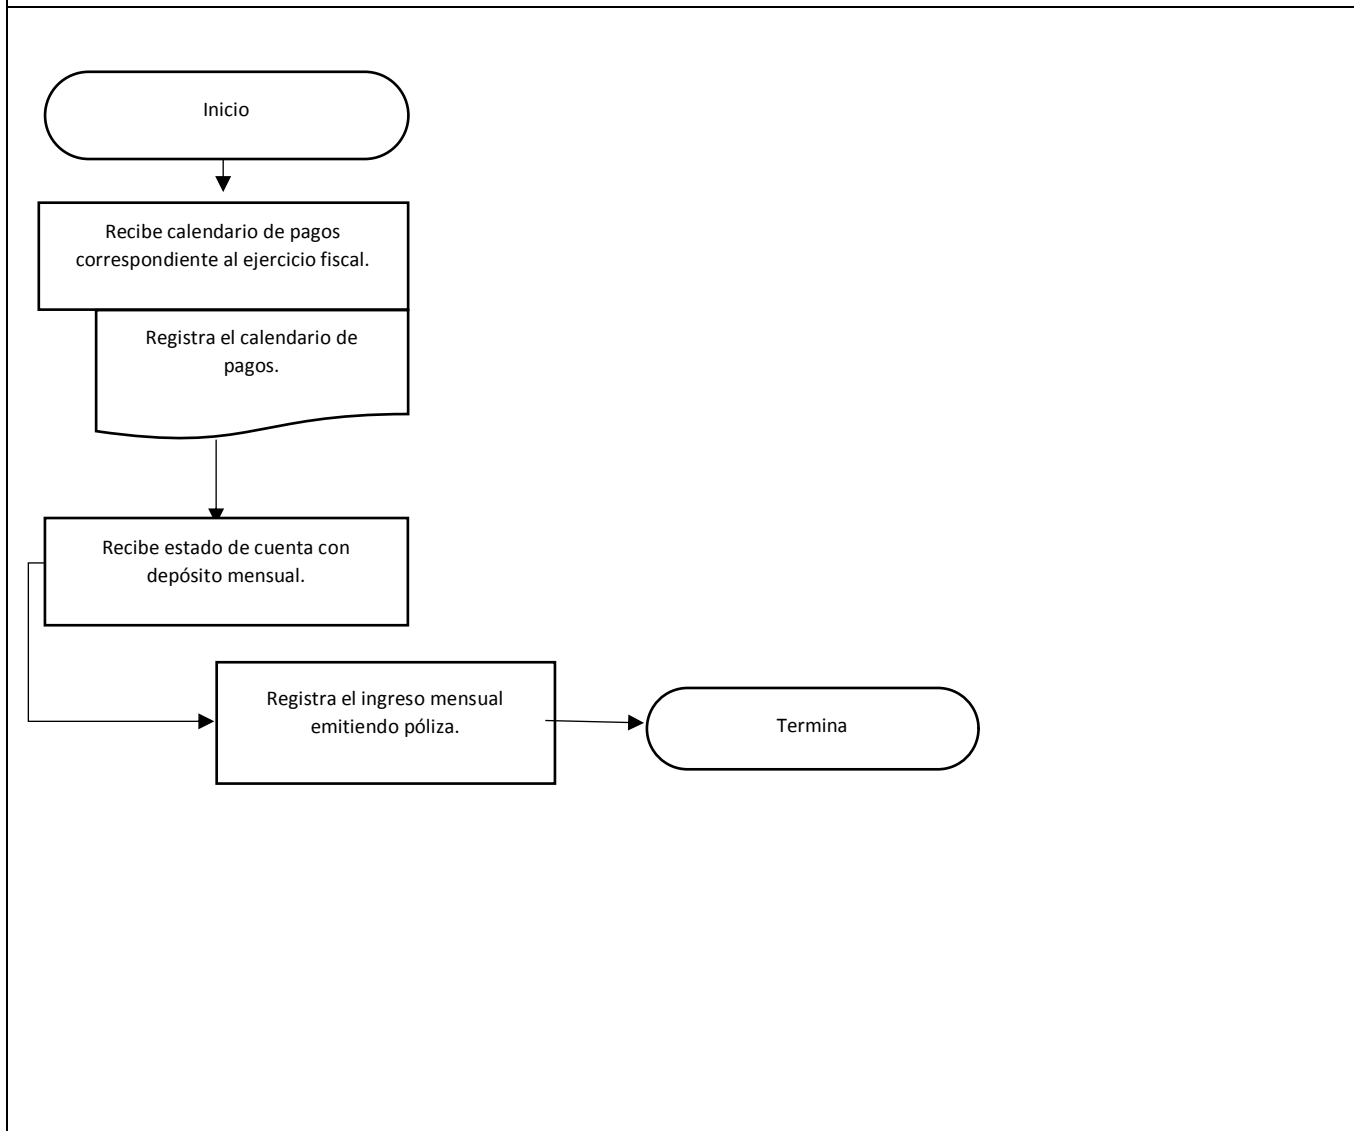 Inicio
Recibe calendario de pagos
correspondiente al ejercicio fiscal.
Registra el calendario de
pagos.
Recibe estado de cuenta con
depósito mensual.
Registra el ingreso mensual
emitiendo póliza.
Termina